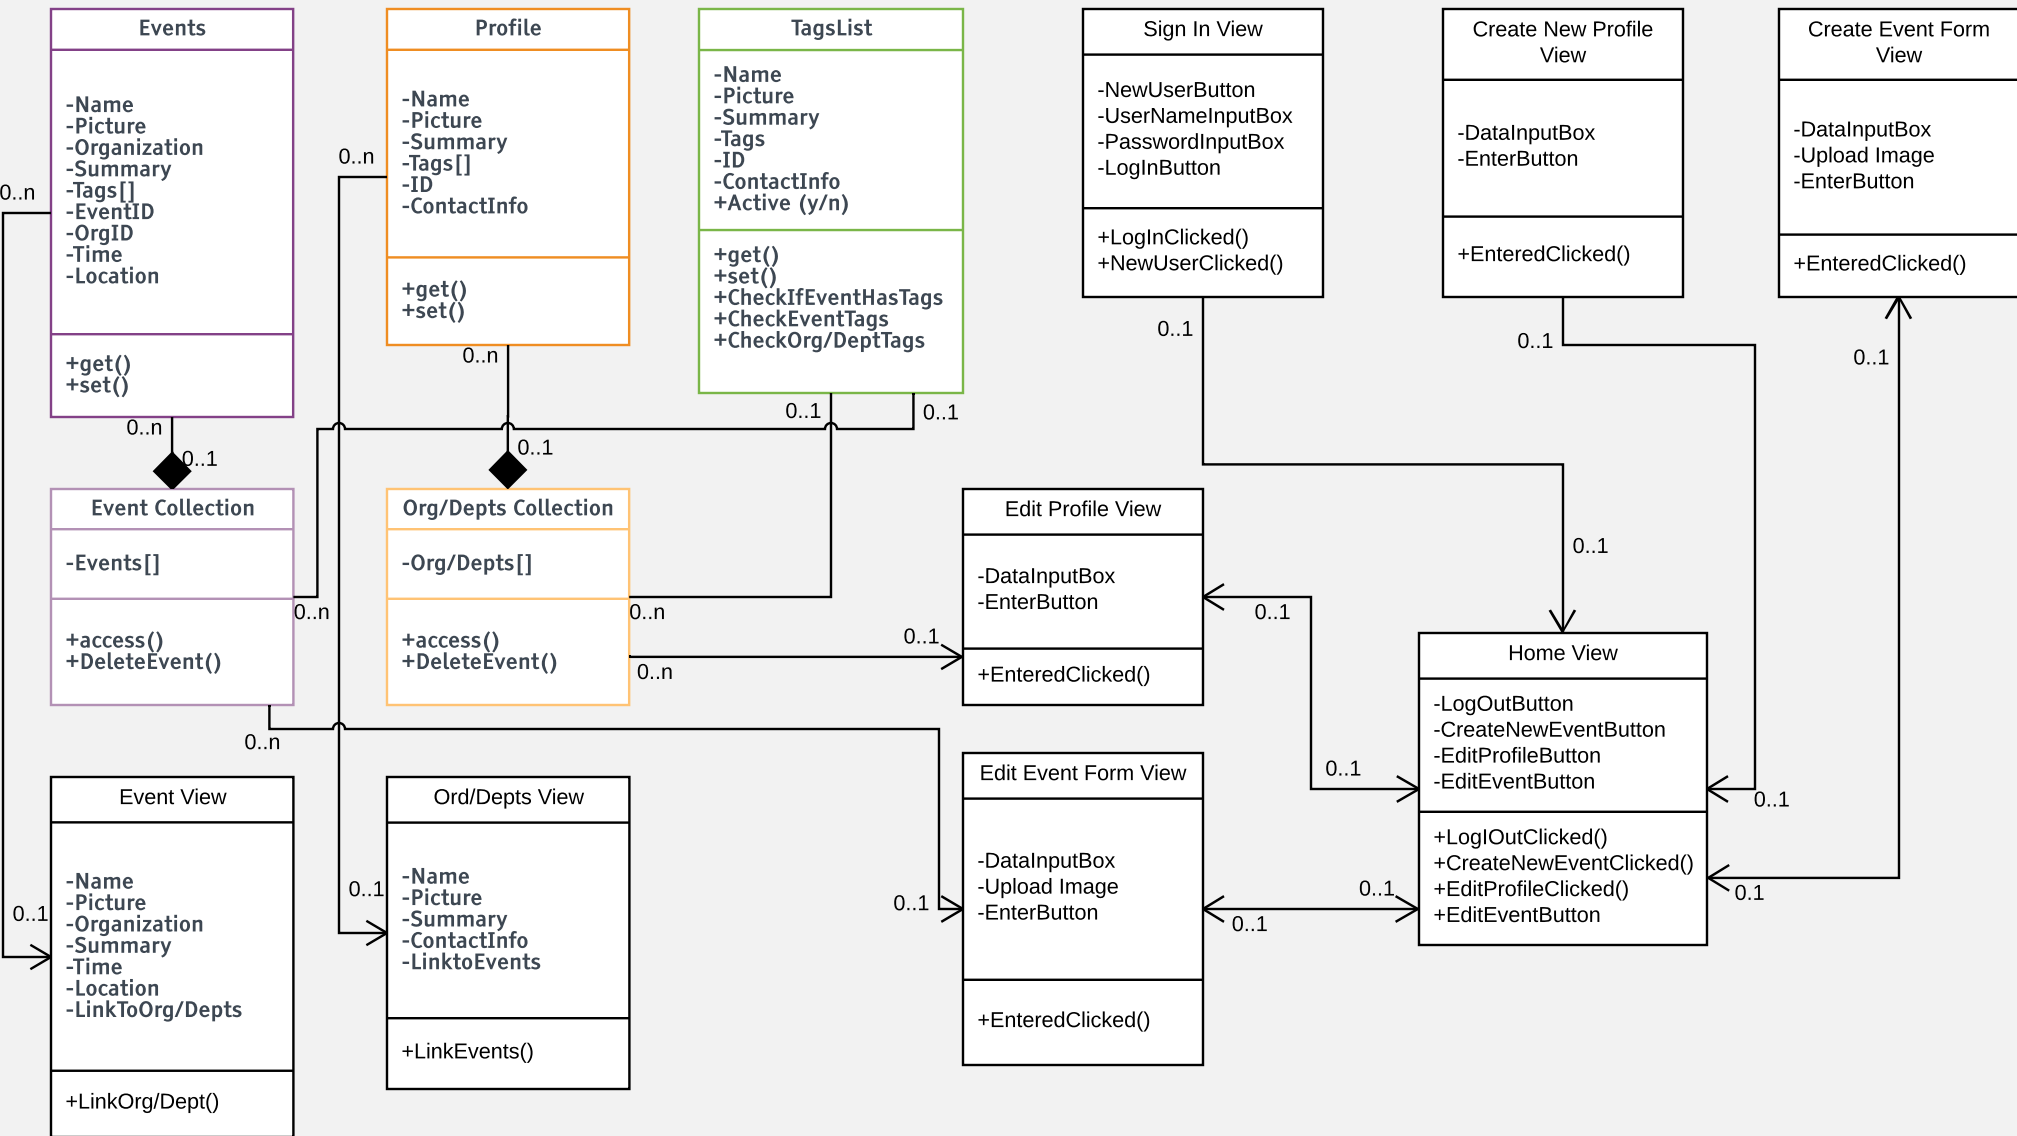 Events
-Name
-Picture
-Organization
-Summary
-Tags[]
-EventID
-OrgID
-Time
-Location
+get()
+set()
0..n
0..n
0..1
Profile
-Name
-Picture
-Summary
-Tags[]
-ID
-ContactInfo
+get()
+set()
0..n
0..n
0..1
TagsList
-Name
-Picture
-Summary
-Tags
-ID
-ContactInfo
+Active (y/n)
+get()
+set()
+CheckIfEventHasTags
+CheckEventTags
+CheckOrg/DeptTags
0..1
0..1
Sign In View
-NewUserButton
-UserNameInputBox
-PasswordInputBox
-LogInButton
+LogInClicked()
+NewUserClicked()
0..1
0..1
Create New Profile
View
-DataInputBox
-EnterButton
+EnteredClicked()
0..1
0..1
Create Event Form
View
-DataInputBox
-Upload Image
-EnterButton
+EnteredClicked()
0..1
0.1
Event Collection
-Events[]
+access()
+DeleteEvent()
0..n
0..n
Org/Depts Collection
-Org/Depts[]
+access()
+DeleteEvent()
0..n
0..n
0..1
Edit Profile View
-DataInputBox
-EnterButton
+EnteredClicked()
0..1
0..1
Home View
-LogOutButton
-CreateNewEventButton
-EditProfileButton
-EditEventButton
+LogIOutClicked()
+CreateNewEventClicked()
+EditProfileClicked()
+EditEventButton
Event View
-Name
-Picture
-Organization
-Summary
-Time
-Location
-LinkToOrg/Depts
+LinkOrg/Dept()
0..1
Ord/Depts View
-Name
-Picture
-Summary
-ContactInfo
-LinktoEvents
+LinkEvents()
0..1
Edit Event Form View
-DataInputBox
-Upload Image
-EnterButton
+EnteredClicked()
0..1
0..1
0..1